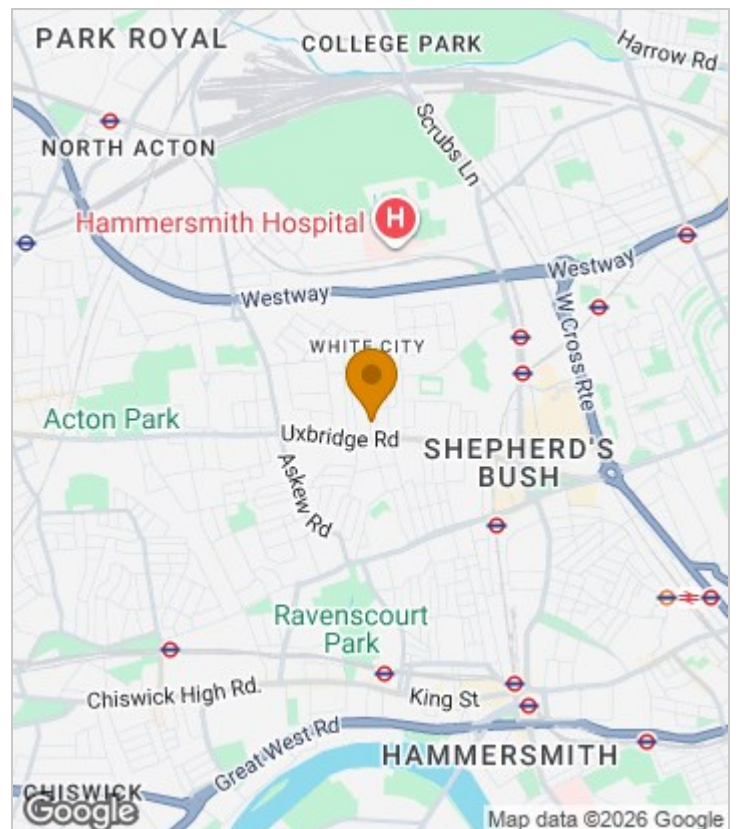 PARK ROYAL
COLLEGE PARK
Harrow Rd
Scrubs Ln
NORTH ACTON
Hammersmith Hospital
H
Westway
Westway
W Cross Rte
WHITE CITY
Acton Park
Uxbridge Rd
SHEPHERD'S
BUSH
Askew Rd
Ravenscourt
Park
Chiswick High Rd.
King St
Great West Rd
HAMMERSMITH
CHISWICK
Google
Map data ©2026 Google